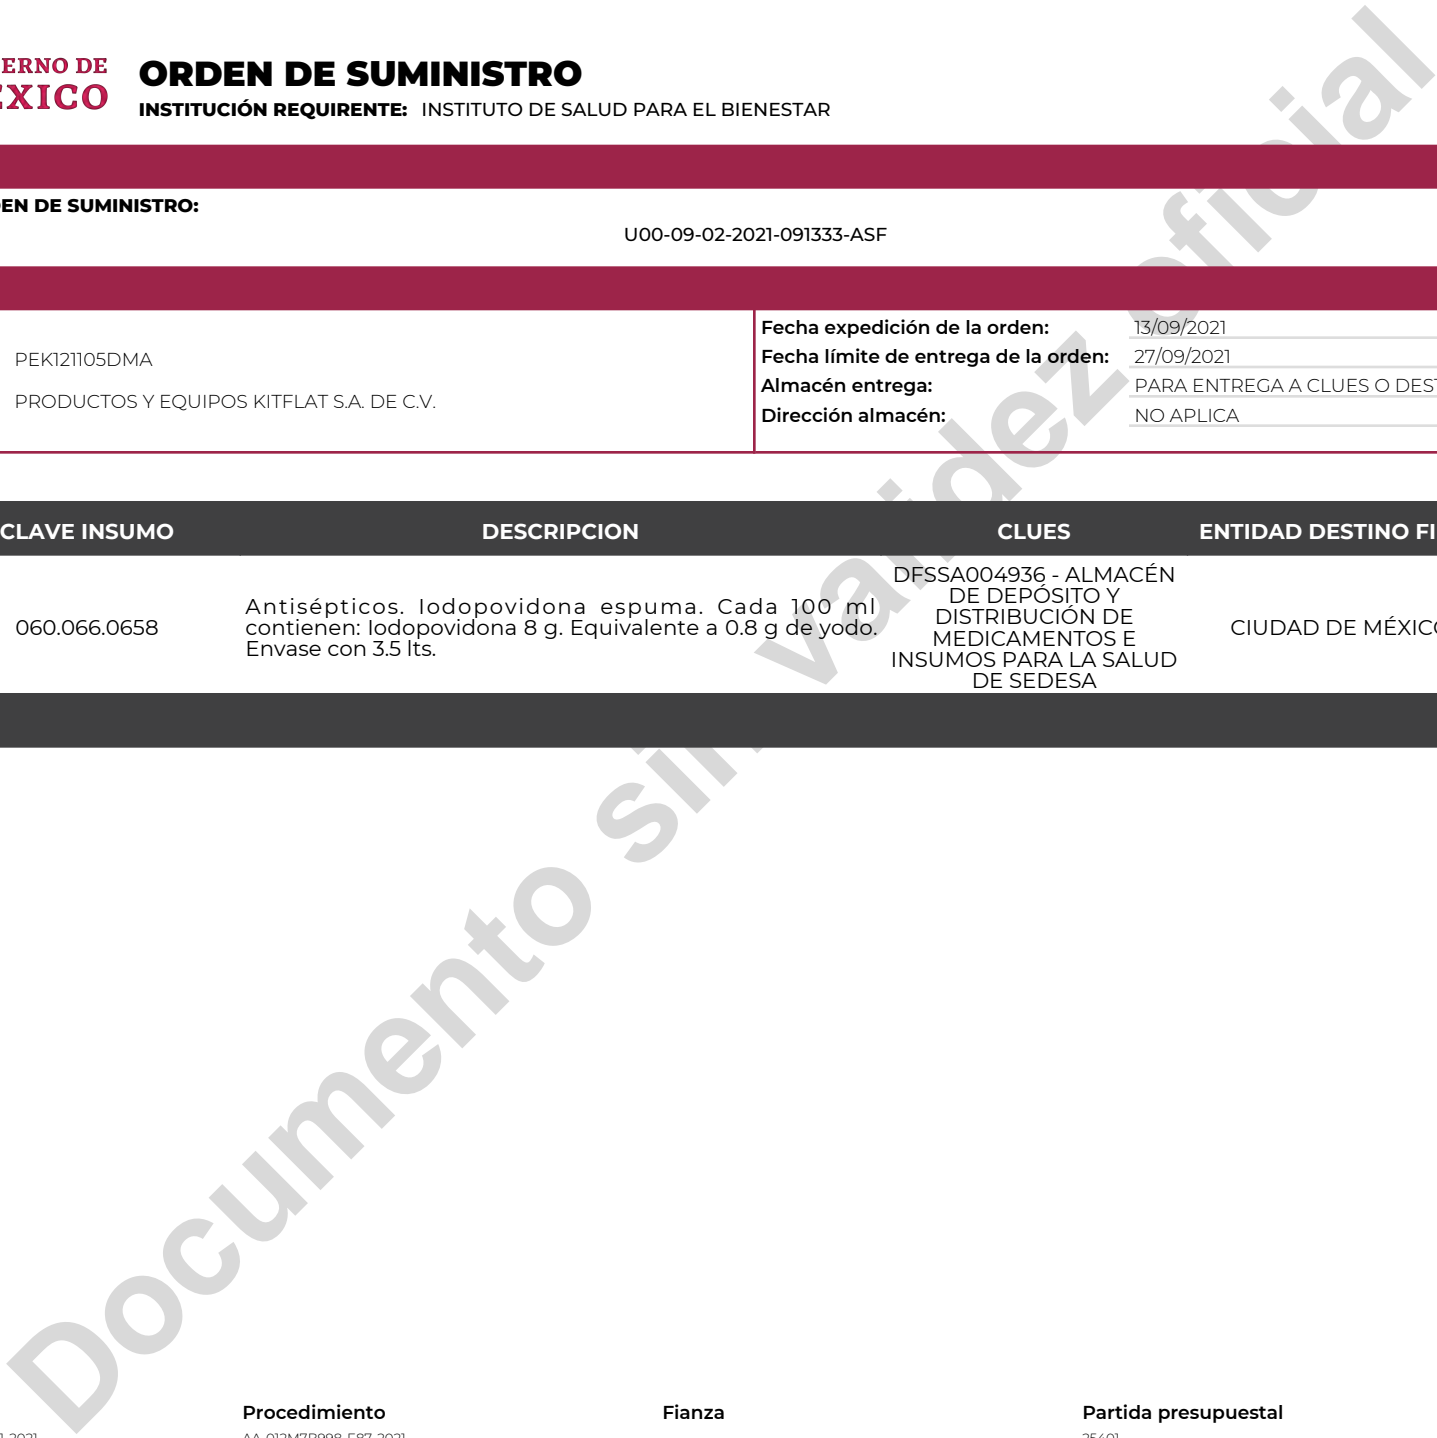 ERNO DE
ÉXICO
ORDEN DE SUMINISTRO
INSTITUCIÓN REQUIRENTE: INSTITUTO DE SALUD PARA EL BIENESTAR
EN DE SUMINISTRO:
U00-09-02-2021-091333-ASF
PEK121105DMA
PRODUCTOS Y EQUIPOS KITFLAT S.A. DE C.V.
Fecha expedición de la orden: 13/09/2021
Fecha límite de entrega de la orden: 27/09/2021
Almacén entrega: PARA ENTREGA A CLUES O DEST
Dirección almacén: NO APLICA
CLAVE INSUMO DESCRIPCION CLUES ENTIDAD DESTINO FI
060.066.0658
Antisépticos. Iodopovidona espuma. Cada 100 ml
contienen: Iodopovidona 8 g. Equivalente a 0.8 g de yodo.
Envase con 3.5 lts.
DFSSA004936 - ALMACÉN
DE DEPÓSITO Y
DISTRIBUCIÓN DE
MEDICAMENTOS E
INSUMOS PARA LA SALUD
DE SEDESA
CIUDAD DE MÉXICO
Documento sin validez oficial
Procedimiento Fianza Partida presupuestal